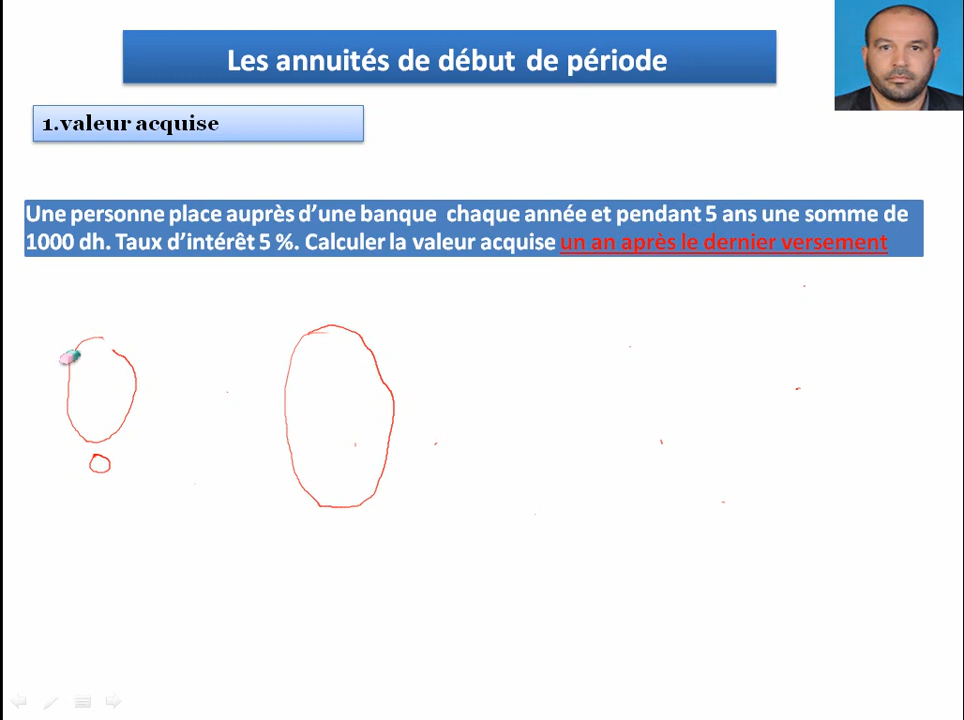 Les annuités de début de période
1.valeur acquise
Une personne place auprès d’une banque chaque année et pendant 5 ans une somme de
1000 dh. Taux d’intérêt 5 %. Calculer la valeur acquise un an après le dernier versement